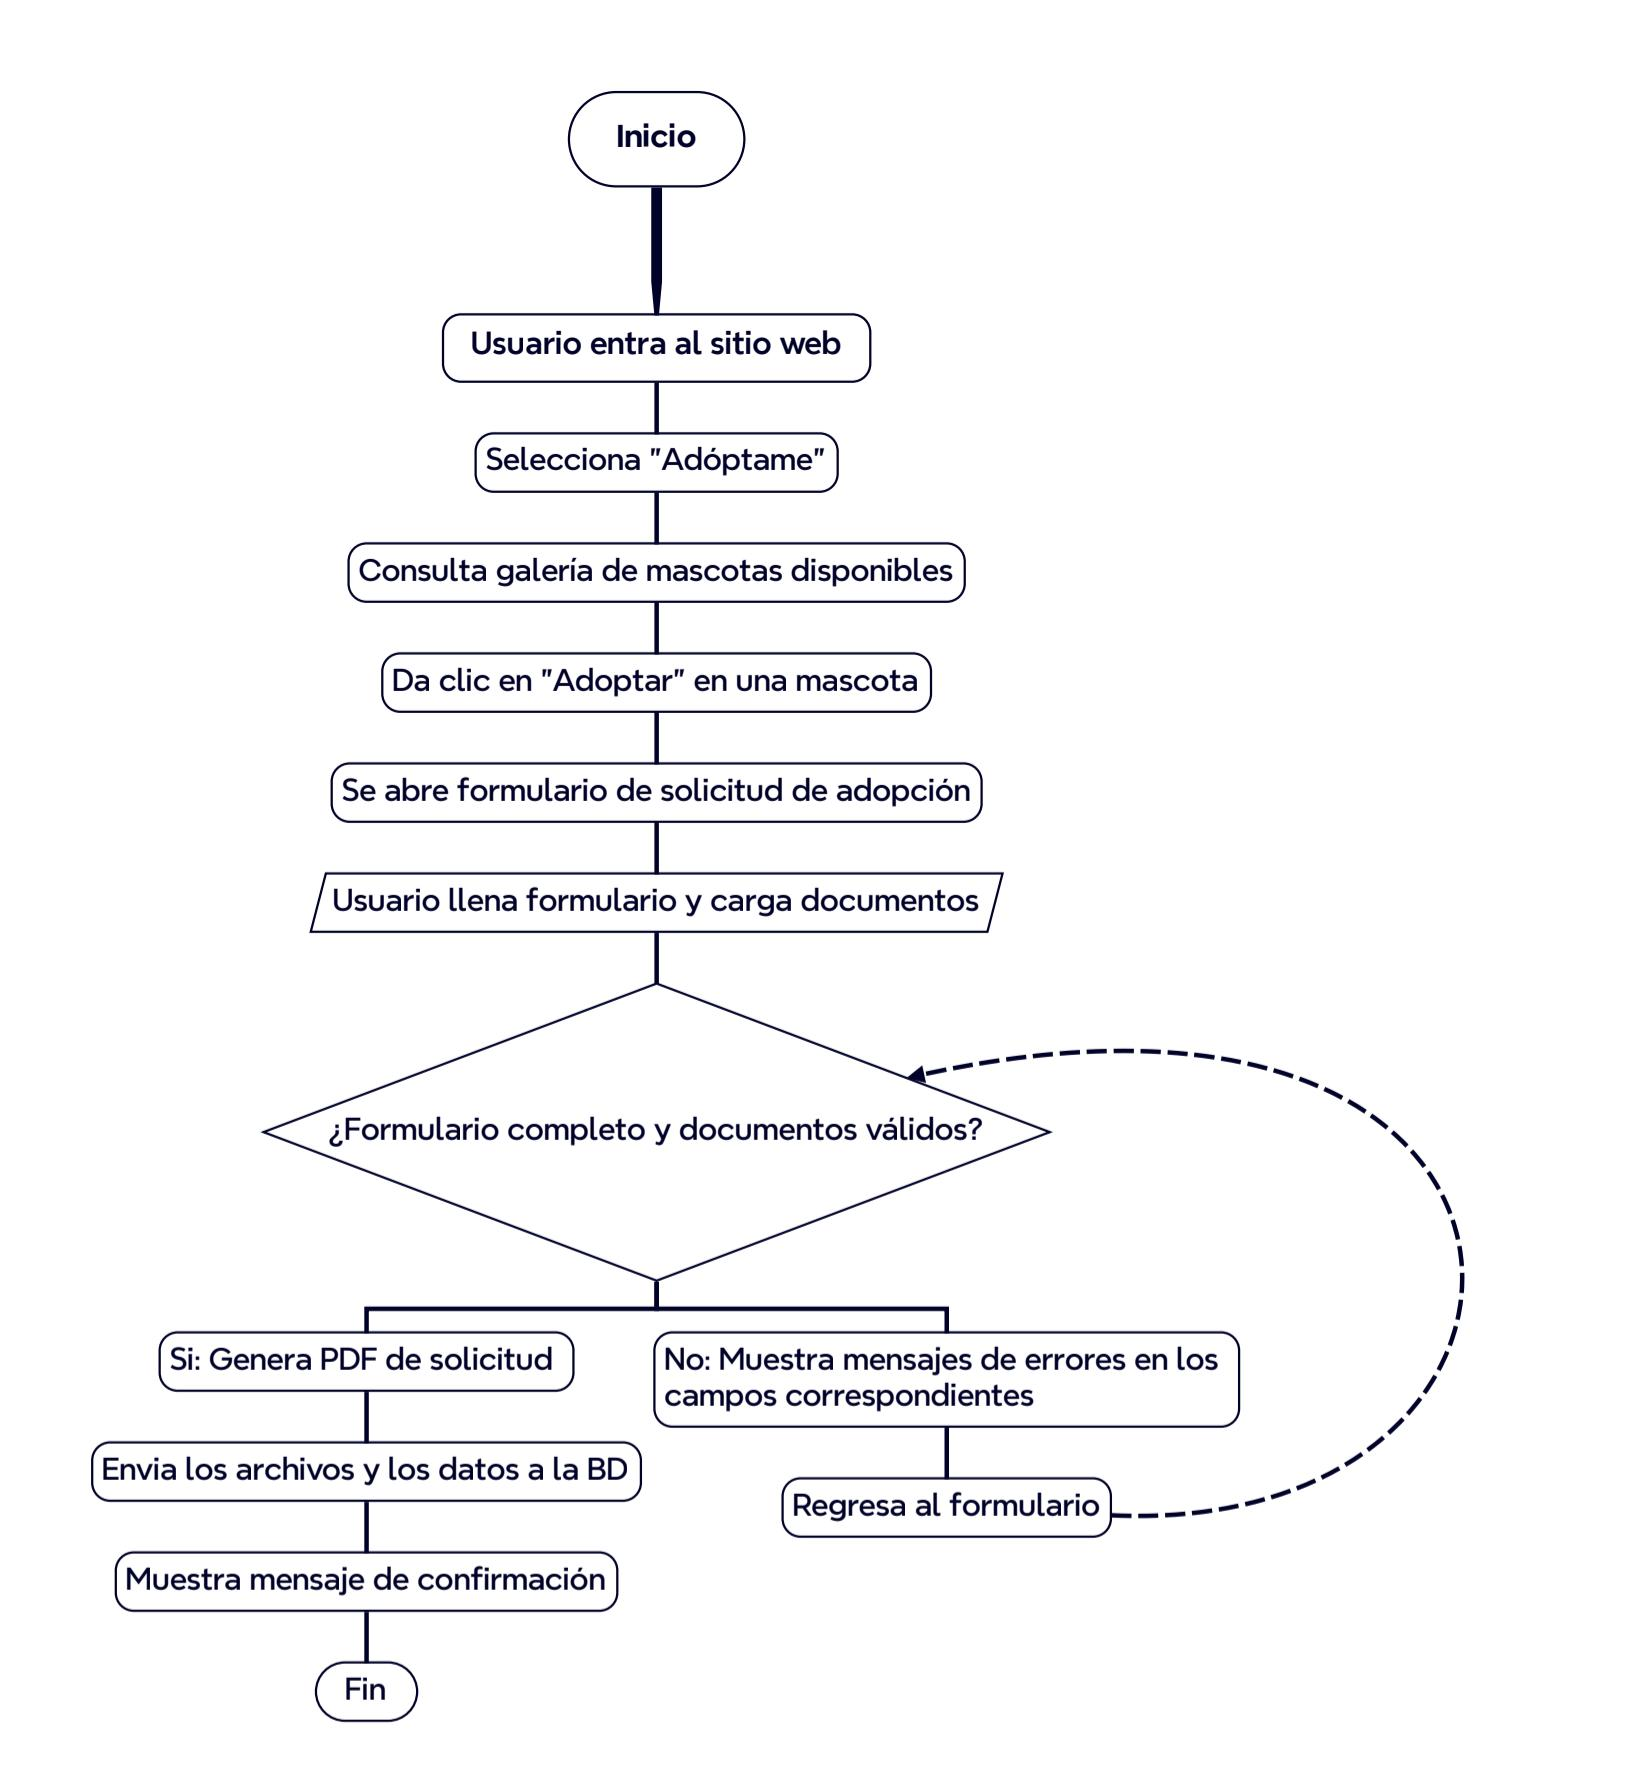 Inicio
Usuario entra al sitio web
Selecciona "Adóptame"
Consulta galería de mascotas disponibles
Da clic en "Adoptar" en una mascota
Se abre formulario de solicitud de adopción
Usuario llena formulario y carga documentos
¿Formulario completo y documentos válidos?
Si: Genera PDF de solicitud
Envia los archivos y los datos a la BD
Muestra mensaje de confirmación
Fin
No: Muestra mensajes de errores en los
campos correspondientes
Regresa al formulario